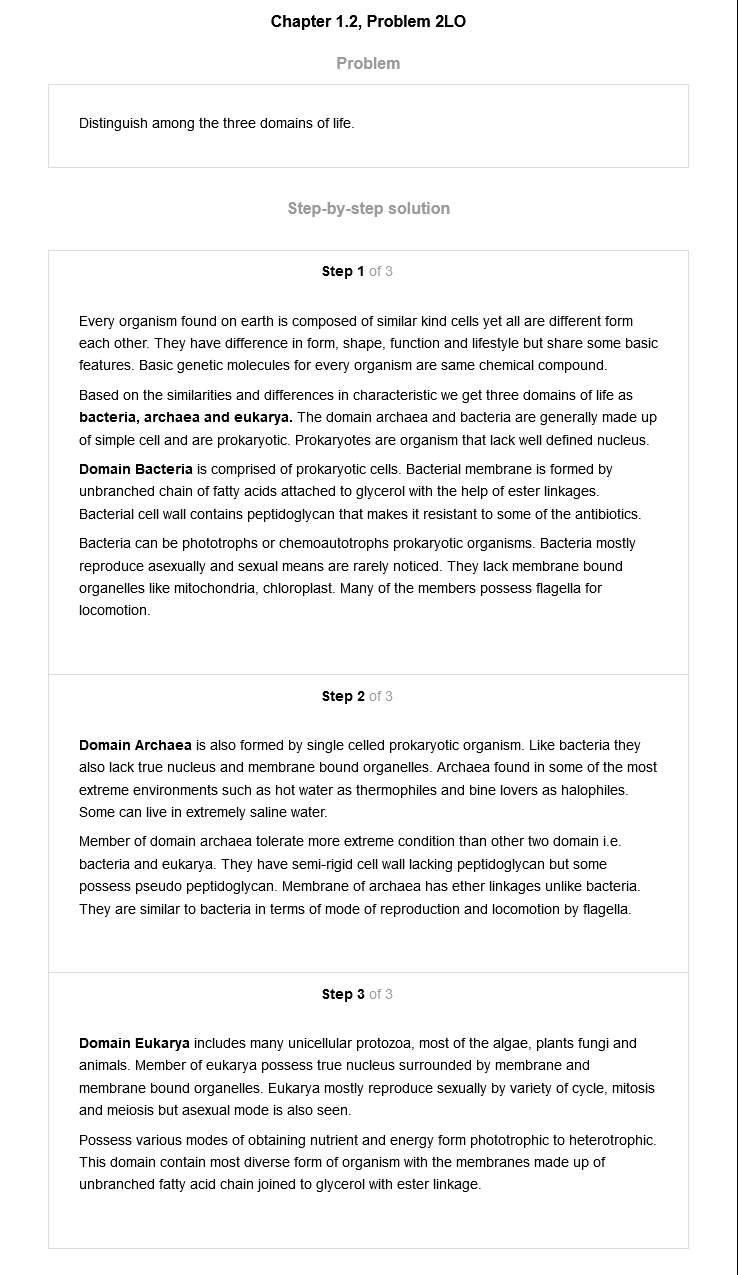 Chapter 1.2, Problem 2LO
Problem
Distinguish among the three domains of life.
Step-by-step solution
Step 1 of 3
Every organism found on earth is composed of similar kind cells yet all are different form
each other. They have difference in form, shape, function and lifestyle but share some basic
features. Basic genetic molecules for every organism are same chemical compound.
Based on the similarities and differences in characteristic we get three domains of life as
bacteria, archaea and eukarya. The domain archaea and bacteria are generally made up
of simple cell and are prokaryotic. Prokaryotes are organism that lack well defined nucleus.
Domain Bacteria is comprised of prokaryotic cells. Bacterial membrane is formed by
unbranched chain of fatty acids attached to glycerol with the help of ester linkages.
Bacterial cell wall contains peptidoglycan that makes it resistant to some of the antibiotics.
Bacteria can be phototrophs or chemoautotrophs prokaryotic organisms. Bacteria mostly
reproduce asexually and sexual means are rarely noticed. They lack membrane bound
organelles like mitochondria, chloroplast. Many of the members possess flagella for
locomotion.
Step 2 of 3
Domain Archaea is also formed by single celled prokaryotic organism. Like bacteria they
also lack true nucleus and membrane bound organelles. Archaea found in some of the most
extreme environments such as hot water as thermophiles and bine lovers as halophiles.
Some can live in extremely saline water.
Member of domain archaea tolerate more extreme condition than other two domain i.e.
bacteria and eukarya. They have semi-rigid cell wall lacking peptidoglycan but some
possess pseudo peptidoglycan. Membrane of archaea has ether linkages unlike bacteria.
They are similar to bacteria in terms of mode of reproduction and locomotion by flagella.
Step 3 of 3
Domain Eukarya includes many unicellular protozoa, most of the algae, plants fungi and
animals. Member of eukarya possess true nucleus surrounded by membrane and
membrane bound organelles. Eukarya mostly reproduce sexually by variety of cycle, mitosis
and meiosis but asexual mode is also seen.
Possess various modes of obtaining nutrient and energy form phototrophic to heterotrophic.
This domain contain most diverse form of organism with the membranes made up of
unbranched fatty acid chain joined to glycerol with ester linkage.